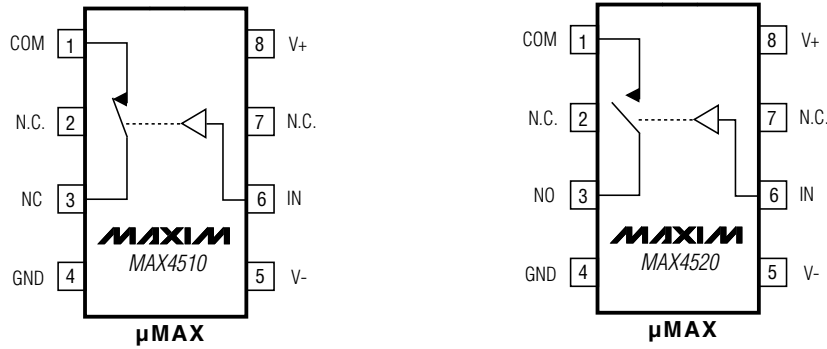 COM 1 8 V+
N.C. 2 7 N.C.
NC 3 6 IN
MAXIM
MAX4510
GND 4 5 V-
µMAX
COM 1 8 V+
N.C. 2 7 N.C.
NO 3 6 IN
MAXIM
MAX4520
GND 4 5 V-
µMAX